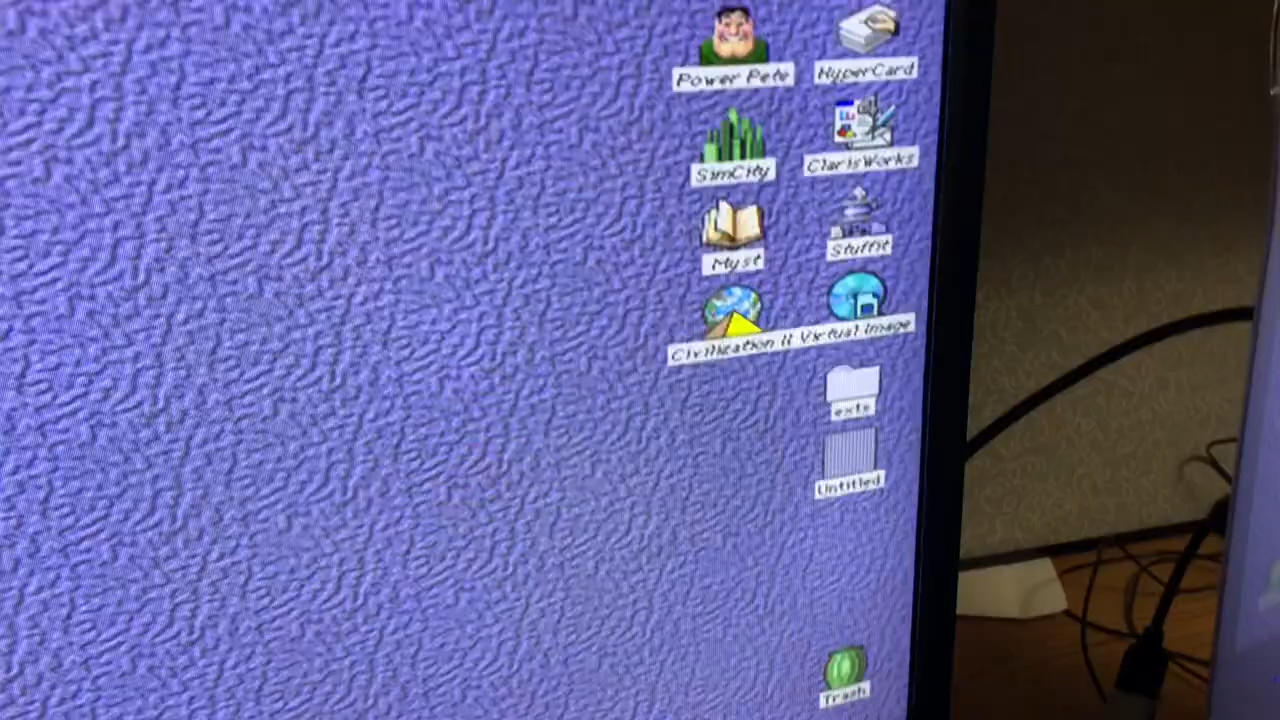 Power Pete
HyperCard
SimCity
ClarisWorks
Myst
StuffIt
Civilization II
Virtual Image
exts
Untitled
Trash